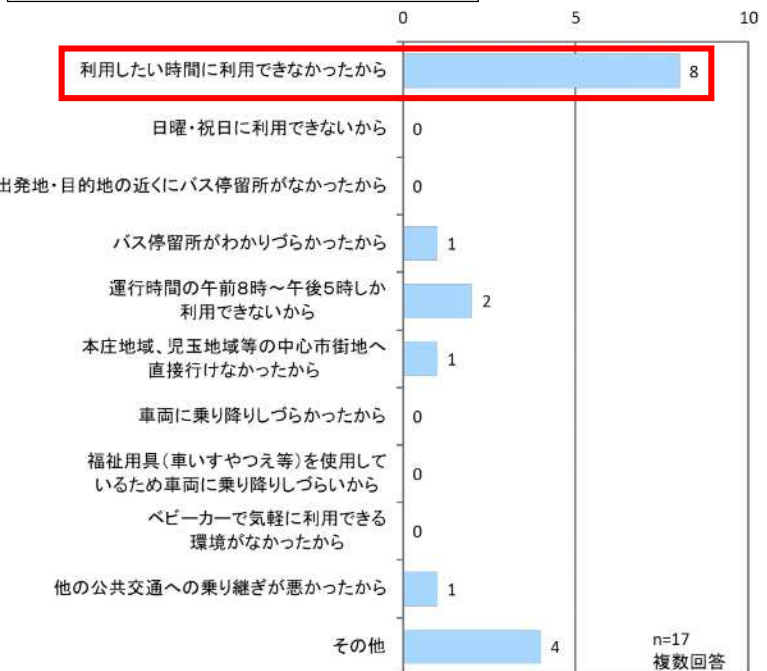 0 5 10
利用したい時間に利用できなかったから 8
日曜・祝日に利用できないから 0
出発地・目的地の近くにバス停留所がなかったから 0
バス停留所がわかりづらかったから 1
運行時間の午前8時～午後5時しか
利用できないから 2
本庄地域、児玉地域等の中心市街地へ
直接行けなかったから 1
車両に乗り降りしづらかったから 0
福祉用具(車いすやつえ等)を使用して
いるため車両に乗り降りしづらいから 0
ベビーカーで気軽に利用できる
環境がなかったから 0
他の公共交通への乗り継ぎが悪かったから 1
その他 4
n=17
複数回答